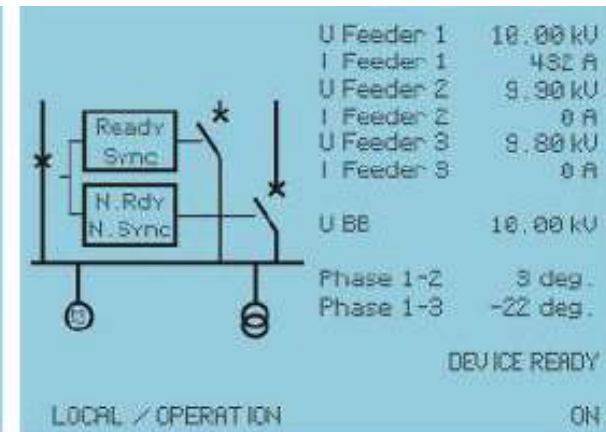 U Feeder 1 10.00 kV
I Feeder 1 432 A
U Feeder 2 9.90 kV
I Feeder 2 0 A
U Feeder 3 9.80 kV
I Feeder 3 0 A
U BB 10.00 kV
Phase 1-2 3 deg.
Phase 1-3 -22 deg.
Ready
Sync
N.Rdy
N.Sync
DEVICE READY
LOCAL / OPERATION ON